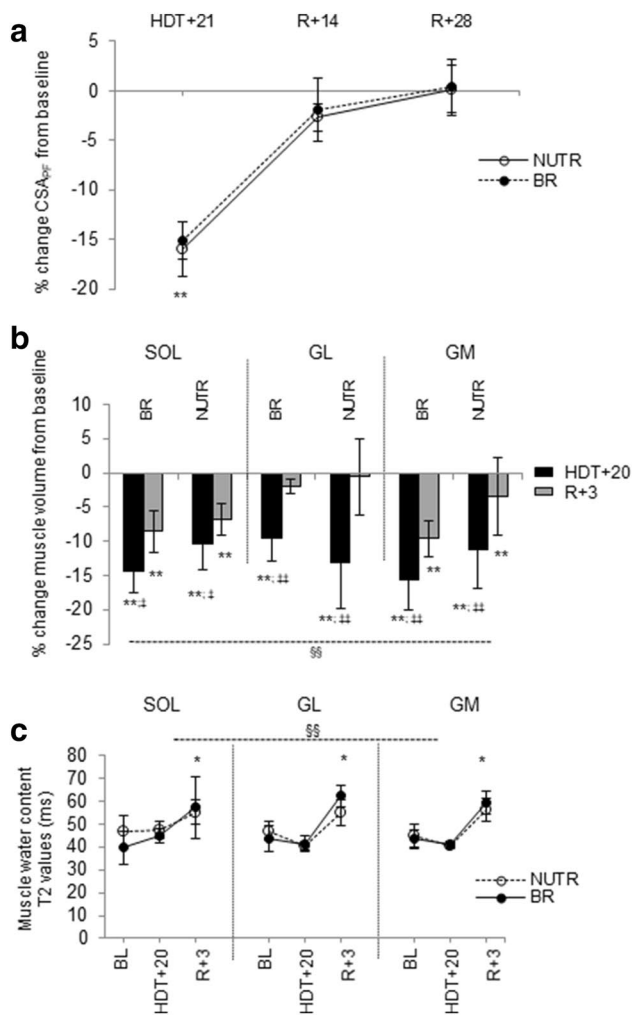 a
HDT+21 R+14 R+28
% change CSAPF from baseline
5
0
-5
-10
-15
-20
**
NUTR
BR
b
SOL GL GM
BR NUTR BR NUTR BR NUTR
% change muscle volume from baseline
10
5
0
-5
-10
-15
-20
-25
HDT+20
R+3
** ** ** **
**;‡ **;‡ **;‡‡ **;‡‡ **;‡‡ **;‡‡
§§
c
SOL GL GM
§§
* * *
Muscle water content
T2 values (ms)
80
70
60
50
40
30
20
10
0
NUTR
BR
BL HDT+20 R+3 BL HDT+20 R+3 BL HDT+20 R+3